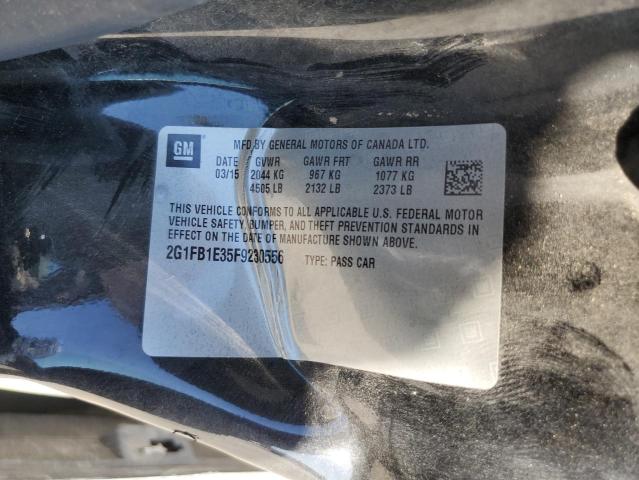 GM
MFD BY GENERAL MOTORS OF CANADA LTD.
DATE GVWR GAWR FRT GAWR RR
03/15 2044 KG 967 KG 1077 KG
4505 LB 2132 LB 2373 LB
THIS VEHICLE CONFORMS TO ALL APPLICABLE U.S. FEDERAL MOTOR
VEHICLE SAFETY, BUMPER, AND THEFT PREVENTION STANDARDS IN
EFFECT ON THE DATE OF MANUFACTURE SHOWN ABOVE.
2G1FB1E35F9230556 TYPE: PASS CAR